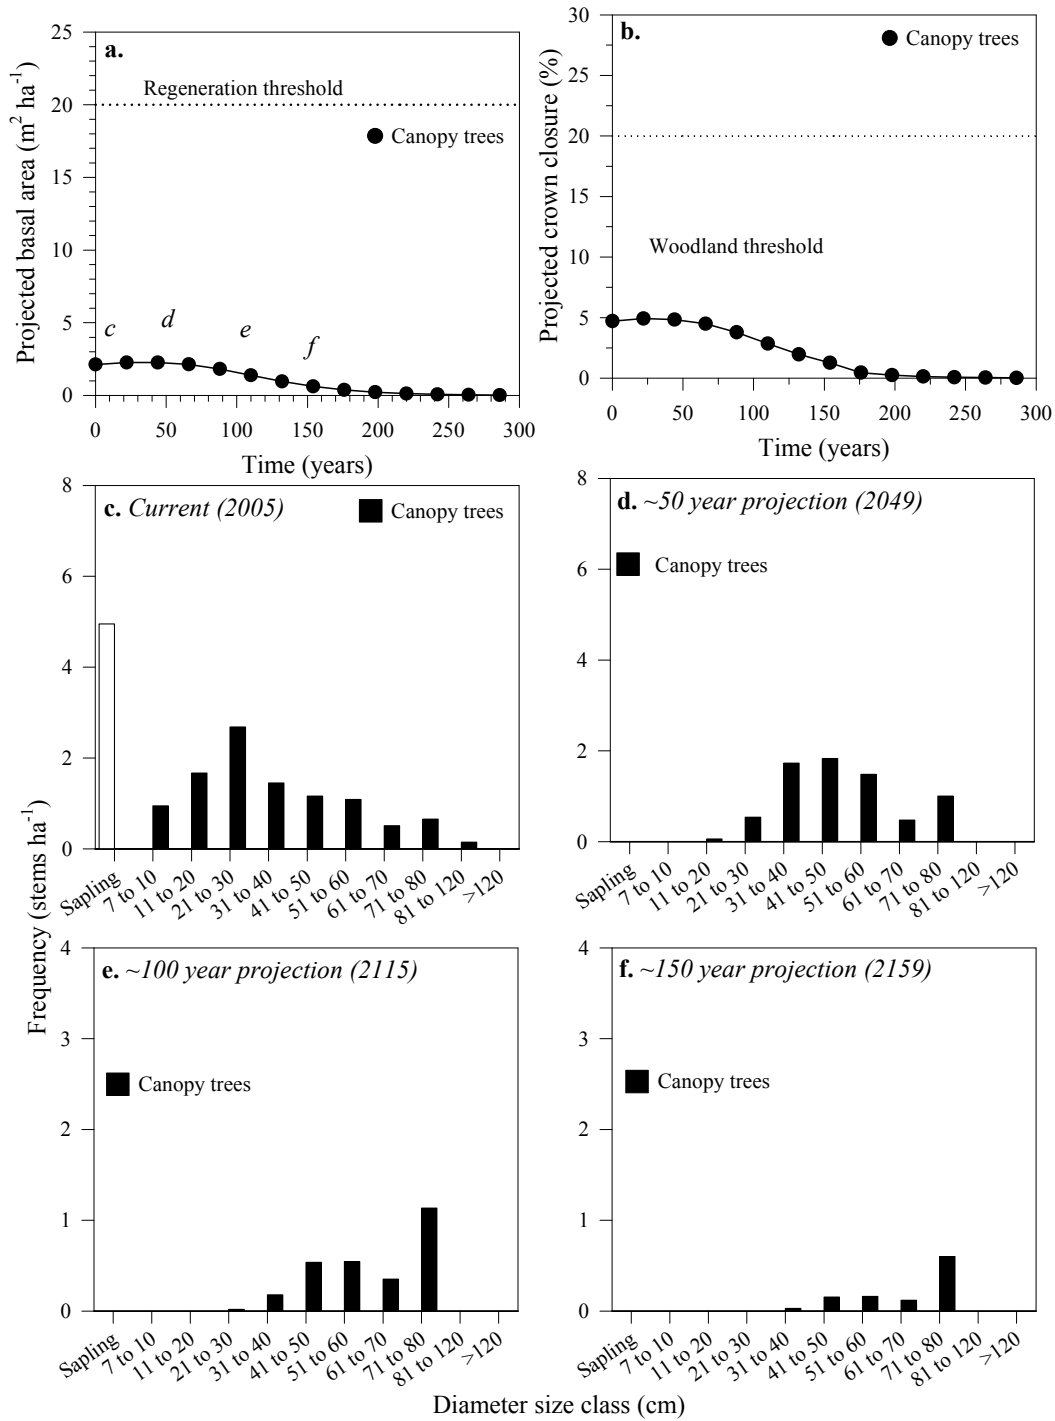 a.
Regeneration threshold
Canopy trees
Projected basal area (m² ha⁻¹)
25
20
15
10
5
0
c
d
e
f
0 50 100 150 200 250 300
Time (years)
b.
Canopy trees
Woodland threshold
Projected crown closure (%)
30
25
20
15
10
5
0
0 50 100 150 200 250 300
Time (years)
c. Current (2005)
Canopy trees
8
6
4
2
0
Sapling
7 to 10
11 to 20
21 to 30
31 to 40
41 to 50
51 to 60
61 to 70
71 to 80
81 to 120
>120
d. ~50 year projection (2049)
Canopy trees
8
6
4
2
0
Sapling
7 to 10
11 to 20
21 to 30
31 to 40
41 to 50
51 to 60
61 to 70
71 to 80
81 to 120
>120
Frequency (stems ha⁻¹)
e. ~100 year projection (2115)
Canopy trees
4
3
2
1
0
Sapling
7 to 10
11 to 20
21 to 30
31 to 40
41 to 50
51 to 60
61 to 70
71 to 80
81 to 120
>120
f. ~150 year projection (2159)
Canopy trees
4
3
2
1
0
Sapling
7 to 10
11 to 20
21 to 30
31 to 40
41 to 50
51 to 60
61 to 70
71 to 80
81 to 120
>120
Diameter size class (cm)